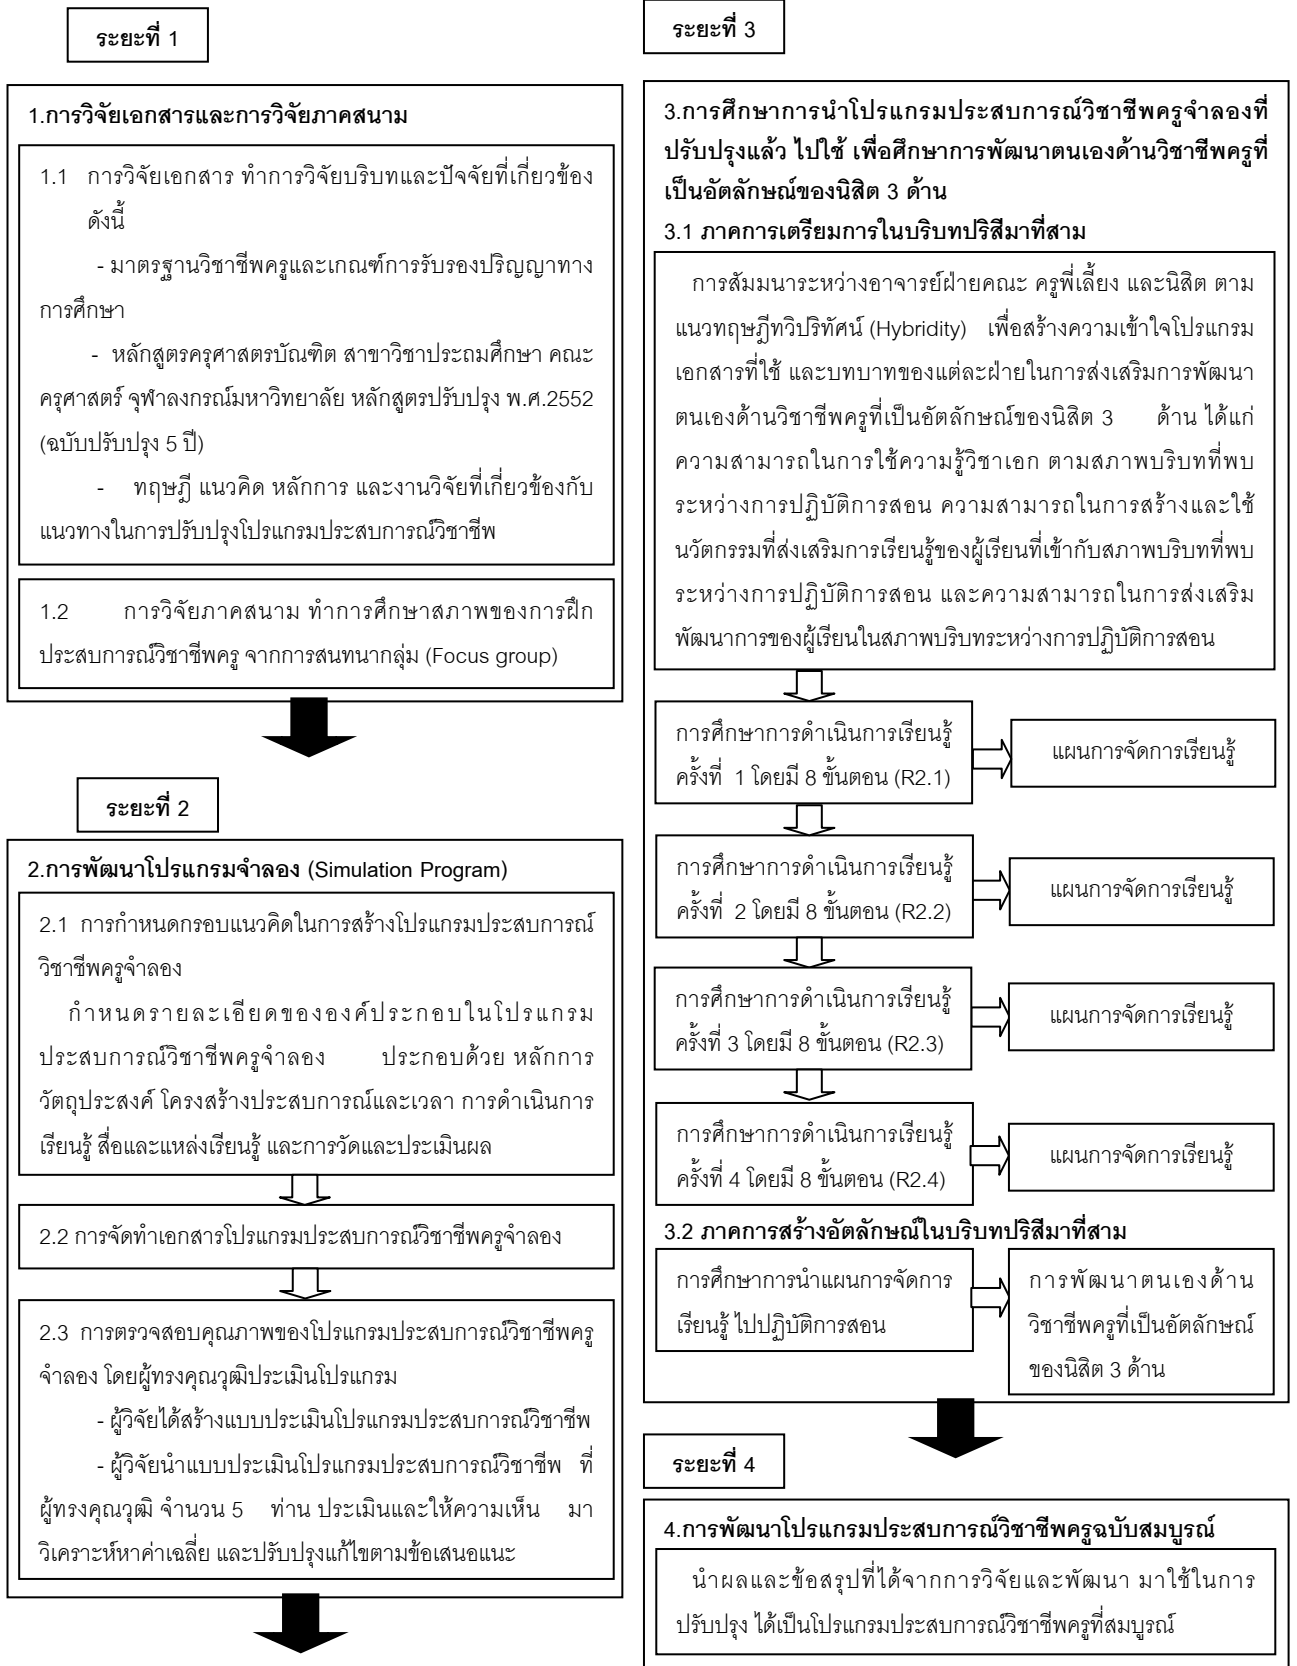 ระยะที่ 1
1.การวิจัยเอกสารและการวิจัยภาคสนาม
1.1 การวิจัยเอกสาร ทำการวิจัยบริบทและปัจจัยที่เกี่ยวข้อง
ดังนี้
- มาตรฐานวิชาชีพครูและเกณฑ์การรับรองปริญญาทาง
การศึกษา
- หลักสูตรครุศาสตรบัณฑิต สาขาวิชาประถมศึกษา คณะ
ครุศาสตร์ จุฬาลงกรณ์มหาวิทยาลัย หลักสูตรปรับปรุง พ.ศ.2552
(ฉบับปรับปรุง 5 ปี)
- ทฤษฎี แนวคิด หลักการ และงานวิจัยที่เกี่ยวข้องกับ
แนวทางในการปรับปรุงโปรแกรมประสบการณ์วิชาชีพ
1.2 การวิจัยภาคสนาม ทำการศึกษาสภาพของการฝึก
ประสบการณ์วิชาชีพครู จากการสนทนากลุ่ม (Focus group)
ระยะที่ 2
2.การพัฒนาโปรแกรมจำลอง (Simulation Program)
2.1 การกำหนดกรอบแนวคิดในการสร้างโปรแกรมประสบการณ์
วิชาชีพครูจำลอง
กำหนดรายละเอียดขององค์ประกอบในโปรแกรม
ประสบการณ์วิชาชีพครูจำลอง ประกอบด้วย หลักการ
วัตถุประสงค์ โครงสร้างประสบการณ์และเวลา การดำเนินการ
เรียนรู้ สื่อและแหล่งเรียนรู้ และการวัดและประเมินผล
2.2 การจัดทำเอกสารโปรแกรมประสบการณ์วิชาชีพครูจำลอง
2.3 การตรวจสอบคุณภาพของโปรแกรมประสบการณ์วิชาชีพครู
จำลอง โดยผู้ทรงคุณวุฒิประเมินโปรแกรม
- ผู้วิจัยได้สร้างแบบประเมินโปรแกรมประสบการณ์วิชาชีพ
- ผู้วิจัยนำแบบประเมินโปรแกรมประสบการณ์วิชาชีพ ที่
ผู้ทรงคุณวุฒิ จำนวน 5 ท่าน ประเมินและให้ความเห็น มา
วิเคราะห์หาค่าเฉลี่ย และปรับปรุงแก้ไขตามข้อเสนอแนะ
ระยะที่ 3
3.การศึกษาการนำโปรแกรมประสบการณ์วิชาชีพครูจำลองที่
ปรับปรุงแล้ว ไปใช้ เพื่อศึกษาการพัฒนาตนเองด้านวิชาชีพครูที่
เป็นอัตลักษณ์ของนิสิต 3 ด้าน
3.1 ภาคการเตรียมการในบริบทปริสีมาที่สาม
การสัมมนาระหว่างอาจารย์ฝ่ายคณะ ครูพี่เลี้ยง และนิสิต ตาม
แนวทฤษฎีทวิปริทัศน์ (Hybridity) เพื่อสร้างความเข้าใจโปรแกรม
เอกสารที่ใช้ และบทบาทของแต่ละฝ่ายในการส่งเสริมการพัฒนา
ตนเองด้านวิชาชีพครูที่เป็นอัตลักษณ์ของนิสิต 3 ด้าน ได้แก่
ความสามารถในการใช้ความรู้วิชาเอก ตามสภาพบริบทที่พบ
ระหว่างการปฏิบัติการสอน ความสามารถในการสร้างและใช้
นวัตกรรมที่ส่งเสริมการเรียนรู้ของผู้เรียนที่เข้ากับสภาพบริบทที่พบ
ระหว่างการปฏิบัติการสอน และความสามารถในการส่งเสริม
พัฒนาการของผู้เรียนในสภาพบริบทระหว่างการปฏิบัติการสอน
การศึกษาการดำเนินการเรียนรู้
ครั้งที่ 1 โดยมี 8 ขั้นตอน (R2.1)
แผนการจัดการเรียนรู้
การศึกษาการดำเนินการเรียนรู้
ครั้งที่ 2 โดยมี 8 ขั้นตอน (R2.2)
แผนการจัดการเรียนรู้
การศึกษาการดำเนินการเรียนรู้
ครั้งที่ 3 โดยมี 8 ขั้นตอน (R2.3)
แผนการจัดการเรียนรู้
การศึกษาการดำเนินการเรียนรู้
ครั้งที่ 4 โดยมี 8 ขั้นตอน (R2.4)
แผนการจัดการเรียนรู้
3.2 ภาคการสร้างอัตลักษณ์ในบริบทปริสีมาที่สาม
การศึกษาการนำแผนการจัดการ
เรียนรู้ ไปปฏิบัติการสอน
การพัฒนาตนเองด้าน
วิชาชีพครูที่เป็นอัตลักษณ์
ของนิสิต 3 ด้าน
ระยะที่ 4
4.การพัฒนาโปรแกรมประสบการณ์วิชาชีพครูฉบับสมบูรณ์
นำผลและข้อสรุปที่ได้จากการวิจัยและพัฒนา มาใช้ในการ
ปรับปรุง ได้เป็นโปรแกรมประสบการณ์วิชาชีพครูที่สมบูรณ์